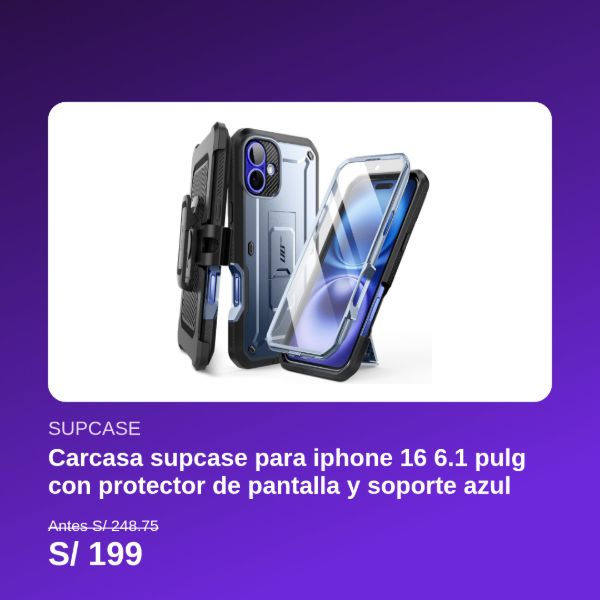 SUPCASE
Carcasa supcase para iphone 16 6.1 pulg
con protector de pantalla y soporte azul
Antes S/ 248.75
S/ 199